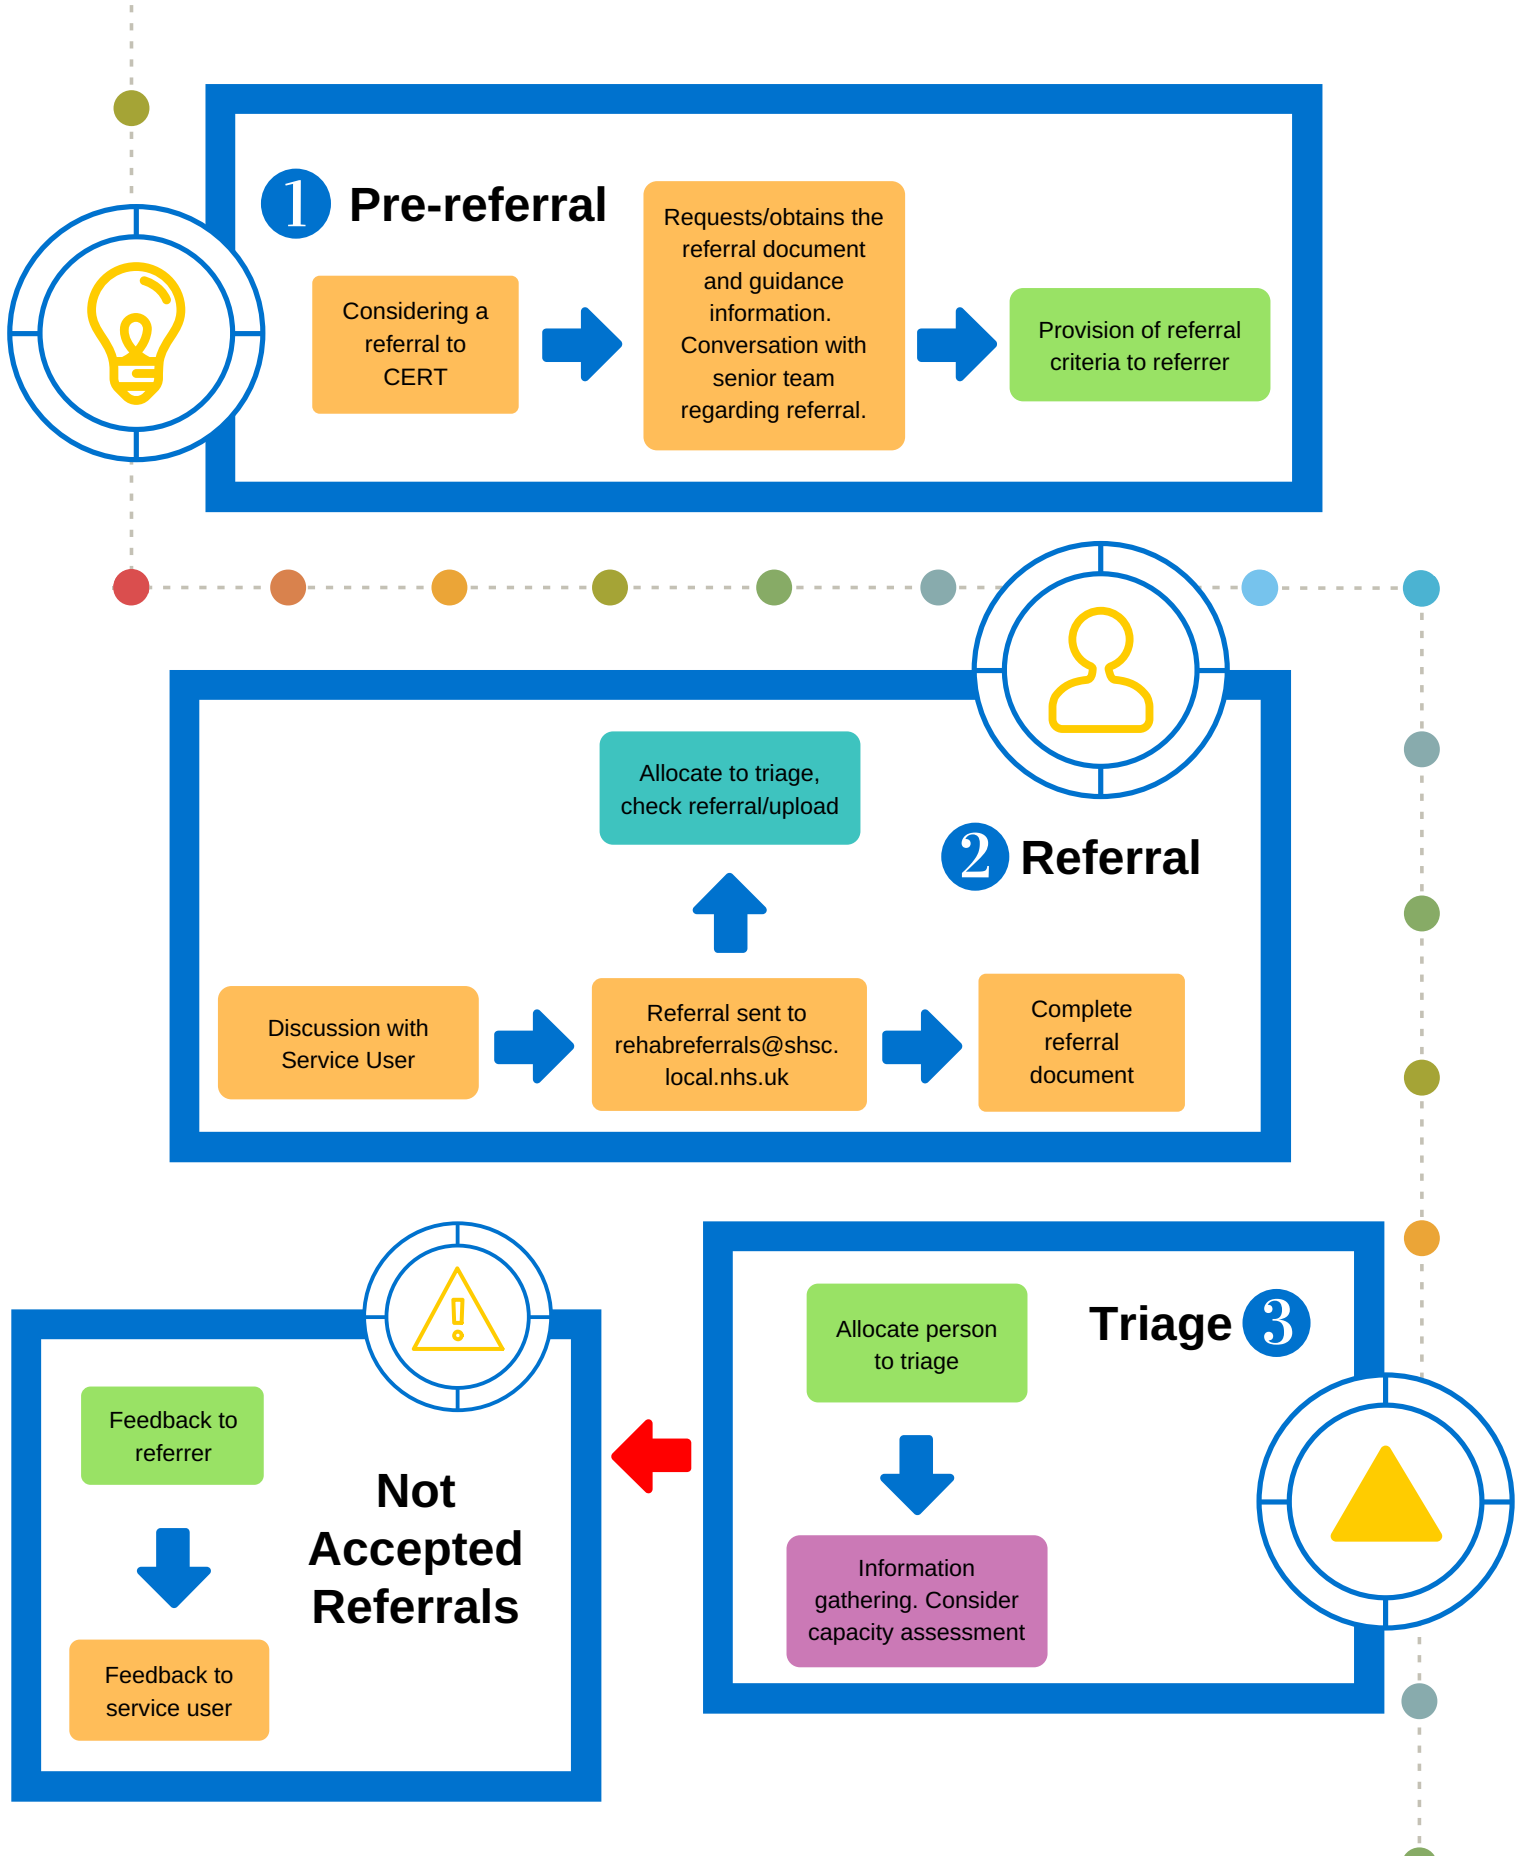 1 Pre-referral
Considering a
referral to
CERT
Requests/obtains the
referral document
and guidance
information.
Conversation with
senior team
regarding referral.
Provision of referral
criteria to referrer
Allocate to triage,
check referral/upload
2 Referral
Discussion with
Service User
Referral sent to
rehabreferrals@shsc.
local.nhs.uk
Complete
referral
document
Triage 3
Allocate person
to triage
Information
gathering. Consider
capacity assessment
Not
Accepted
Referrals
Feedback to
referrer
Feedback to
service user